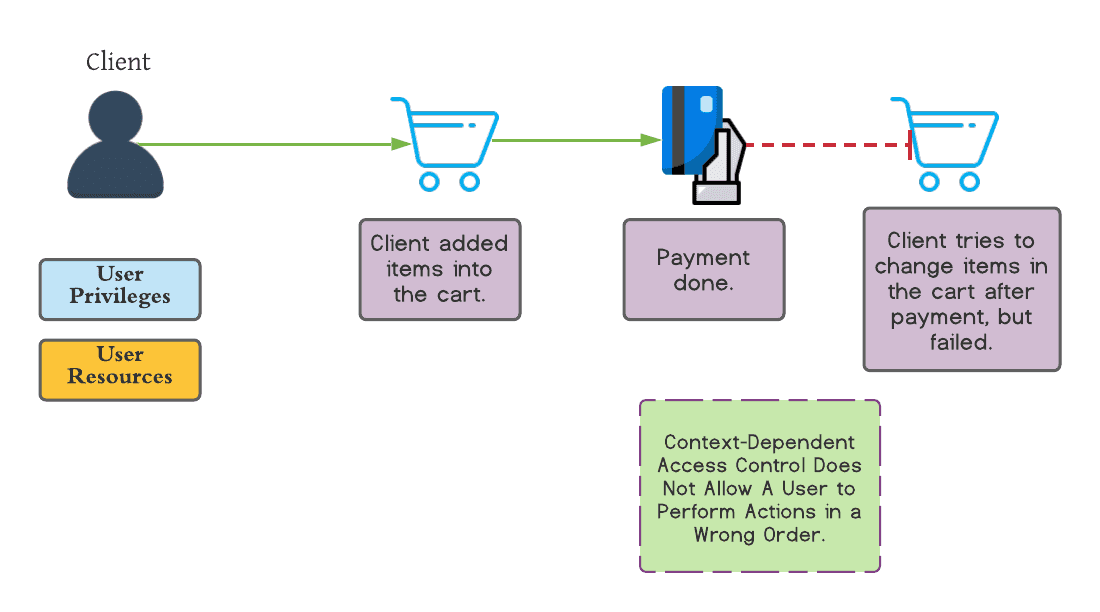 Client
User
Privileges
User
Resources
Client added
items into
the cart.
Payment
done.
Client tries to
change items in
the cart after
payment, but
failed.
Context-Dependent
Access Control Does
Not Allow A User to
Perform Actions in a
Wrong Order.